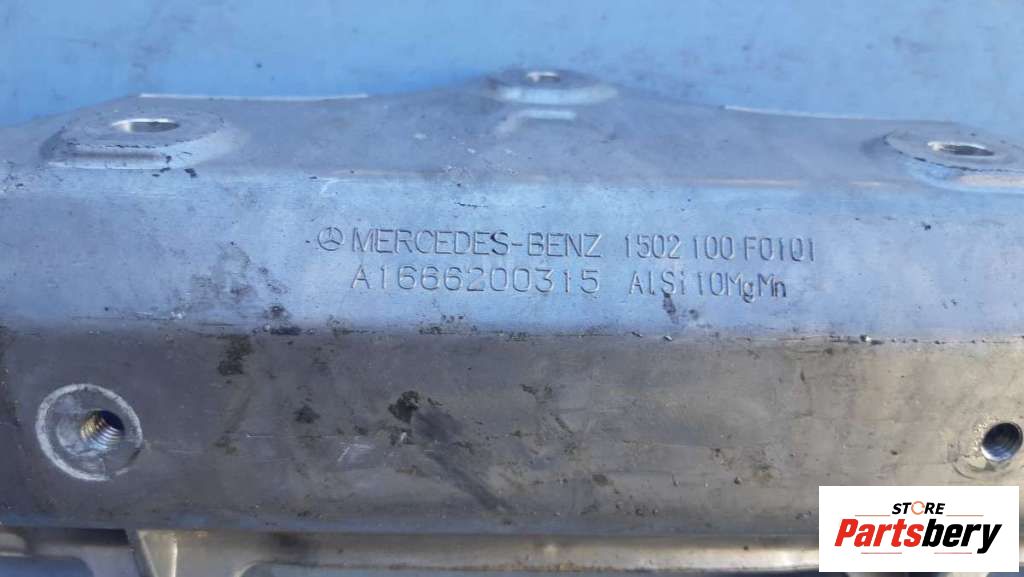 MERCEDES-BENZ 1502 100 F0101
A1666200315 AlSi10MgMn
STORE
Partsbery